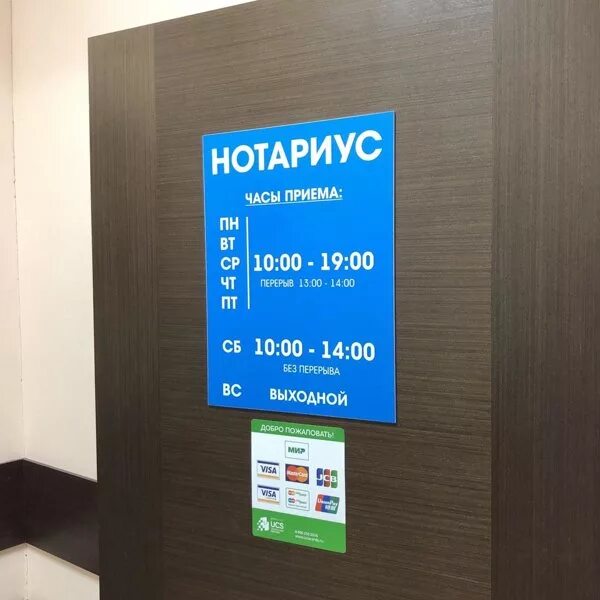 НОТАРИУС
ЧАСЫ ПРИЕМА:
ПН
ВТ
СР 10:00 - 19:00
ЧТ ПЕРЕРЫВ 13:00 - 14:00
ПТ
СБ 10:00 - 14:00
БЕЗ ПЕРЕРЫВА
ВС ВЫХОДНОЙ
ДОБРО ПОЖАЛОВАТЬ!
МИР
VISA MasterCard JCB
VISA UnionPay
UCS